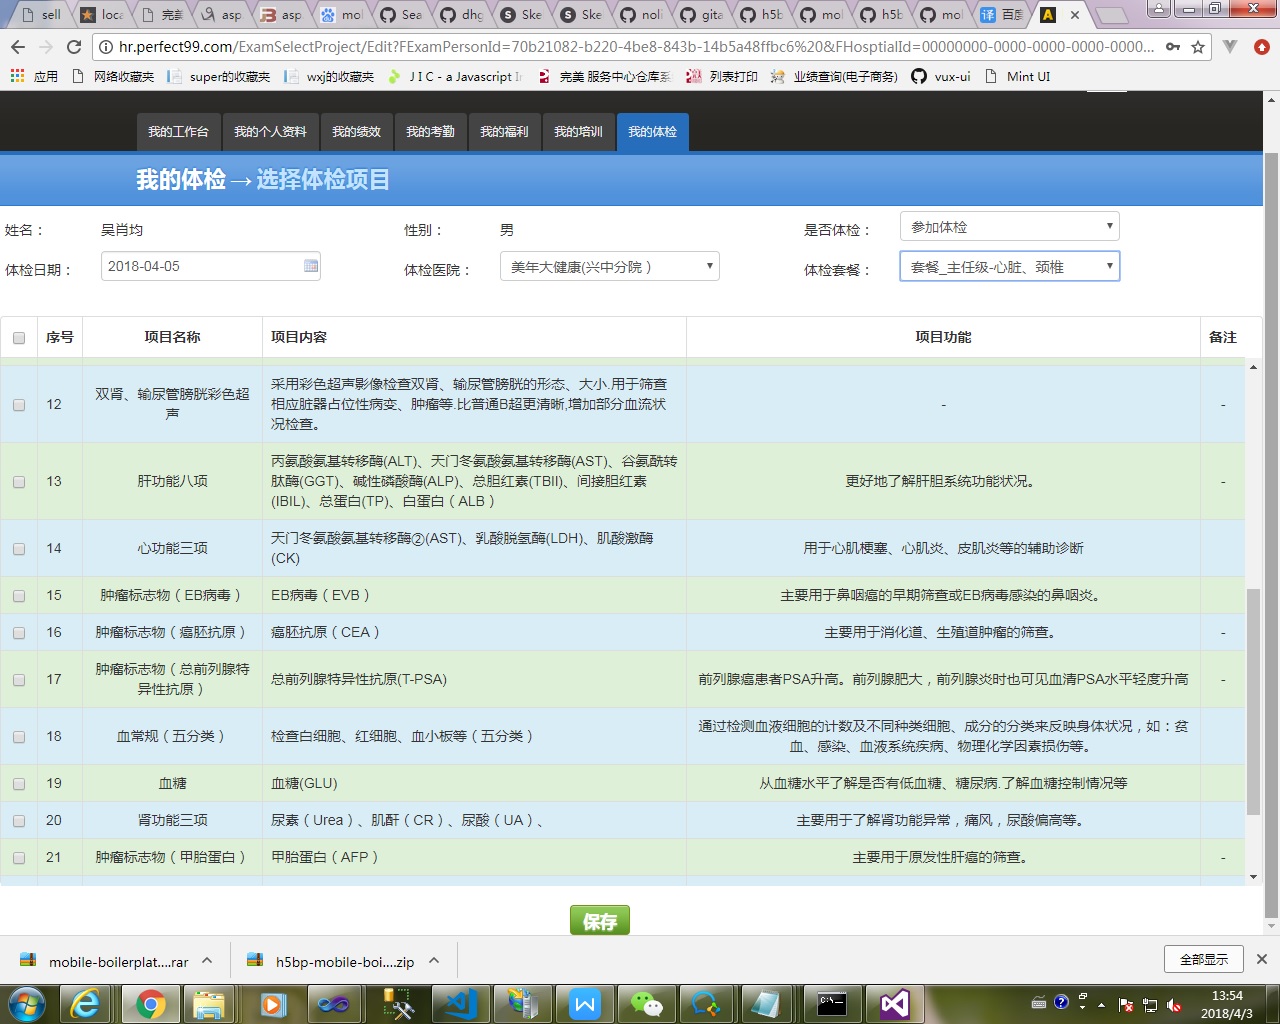 sell
loca
完美
asp
asp
mol
Sea
dhg
Ske
Ske
noli
gita
h5b
mol
h5b
mol
百度
hr.perfect99.com/ExamSelectProject/Edit?FExamPersonId=70b21082-b220-4be8-843b-14b5a48ffbc6%20&FHosptialId=00000000-0000-0000-0000-0000...
应用
网络收藏夹
super的收藏夹
wxj的收藏夹
J I C - a Javascript I
完美 服务中心仓库系
列表打印
业绩查询(电子商务)
vux-ui
Mint UI
我的工作台 我的个人资料 我的绩效 我的考勤 我的福利 我的培训 我的体检
我的体检→选择体检项目
姓名: 吴肖均 性别: 男 是否体检: 参加体检
体检日期: 2018-04-05 体检医院: 美年大健康(兴中分院) 体检套餐: 套餐_主任级-心脏、颈椎
序号 项目名称 项目内容 项目功能 备注
12 双肾、输尿管膀胱彩色超
声
采用彩色超声影像检查双肾、输尿管膀胱的形态、大小.用于筛查
相应脏器占位性病变、肿瘤等.比普通B超更清晰,增加部分血流状
况检查。
- -
13 肝功能八项
丙氨酸氨基转移酶(ALT)、天门冬氨酸氨基转移酶(AST)、谷氨酰转
肽酶(GGT)、碱性磷酸酶(ALP)、总胆红素(TBIl)、间接胆红素
(IBIL)、总蛋白(TP)、白蛋白(ALB)
更好地了解肝胆系统功能状况。 -
14 心功能三项
天门冬氨酸氨基转移酶②(AST)、乳酸脱氢酶(LDH)、肌酸激酶
(CK)
用于心肌梗塞、心肌炎、皮肌炎等的辅助诊断
15 肿瘤标志物(EB病毒) EB病毒(EVB) 主要用于鼻咽癌的早期筛查或EB病毒感染的鼻咽炎。
16 肿瘤标志物(癌胚抗原) 癌胚抗原(CEA) 主要用于消化道、生殖道肿瘤的筛查。 -
17 肿瘤标志物(总前列腺特
异性抗原)
总前列腺特异性抗原(T-PSA) 前列腺癌患者PSA升高。前列腺肥大,前列腺炎时也可见血清PSA水平轻度升高 -
18 血常规(五分类) 检查白细胞、红细胞、血小板等(五分类)
通过检测血液细胞的计数及不同种类细胞、成分的分类来反映身体状况,如:贫
血、感染、血液系统疾病、物理化学因素损伤等。
19 血糖 血糖(GLU) 从血糖水平了解是否有低血糖、糖尿病.了解血糖控制情况等
20 肾功能三项 尿素(Urea)、肌酐(CR)、尿酸(UA)、 主要用于了解肾功能异常,痛风,尿酸偏高等。
21 肿瘤标志物(甲胎蛋白) 甲胎蛋白(AFP) 主要用于原发性肝癌的筛查。 -
保存
mobile-boilerplat....rar
h5bp-mobile-boi....zip
全部显示
13:54
2018/4/3